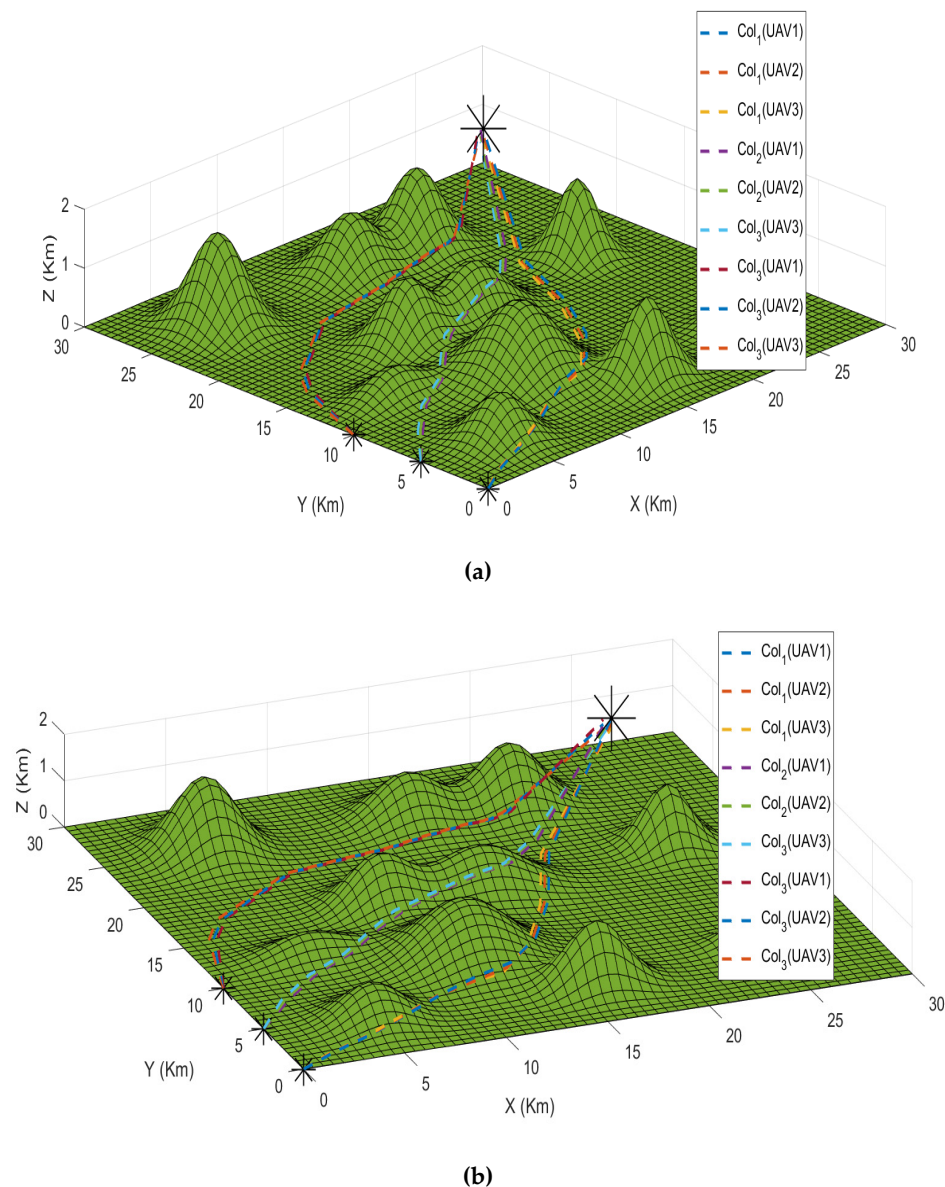 Col1(UAV1)
Col1(UAV2)
Col1(UAV3)
Col2(UAV1)
Col2(UAV2)
Col3(UAV3)
Col3(UAV1)
Col3(UAV2)
Col3(UAV3)
2
1
0
Z (Km)
30
25
20
15
10
5
0
Y (Km)
0
5
10
15
20
25
30
X (Km)
(a)
Col1(UAV1)
Col1(UAV2)
Col1(UAV3)
Col2(UAV1)
Col2(UAV2)
Col3(UAV3)
Col3(UAV1)
Col3(UAV2)
Col3(UAV3)
2
1
0
Z (Km)
30
25
20
15
10
5
0
Y (Km)
0
5
10
15
20
25
30
X (Km)
(b)